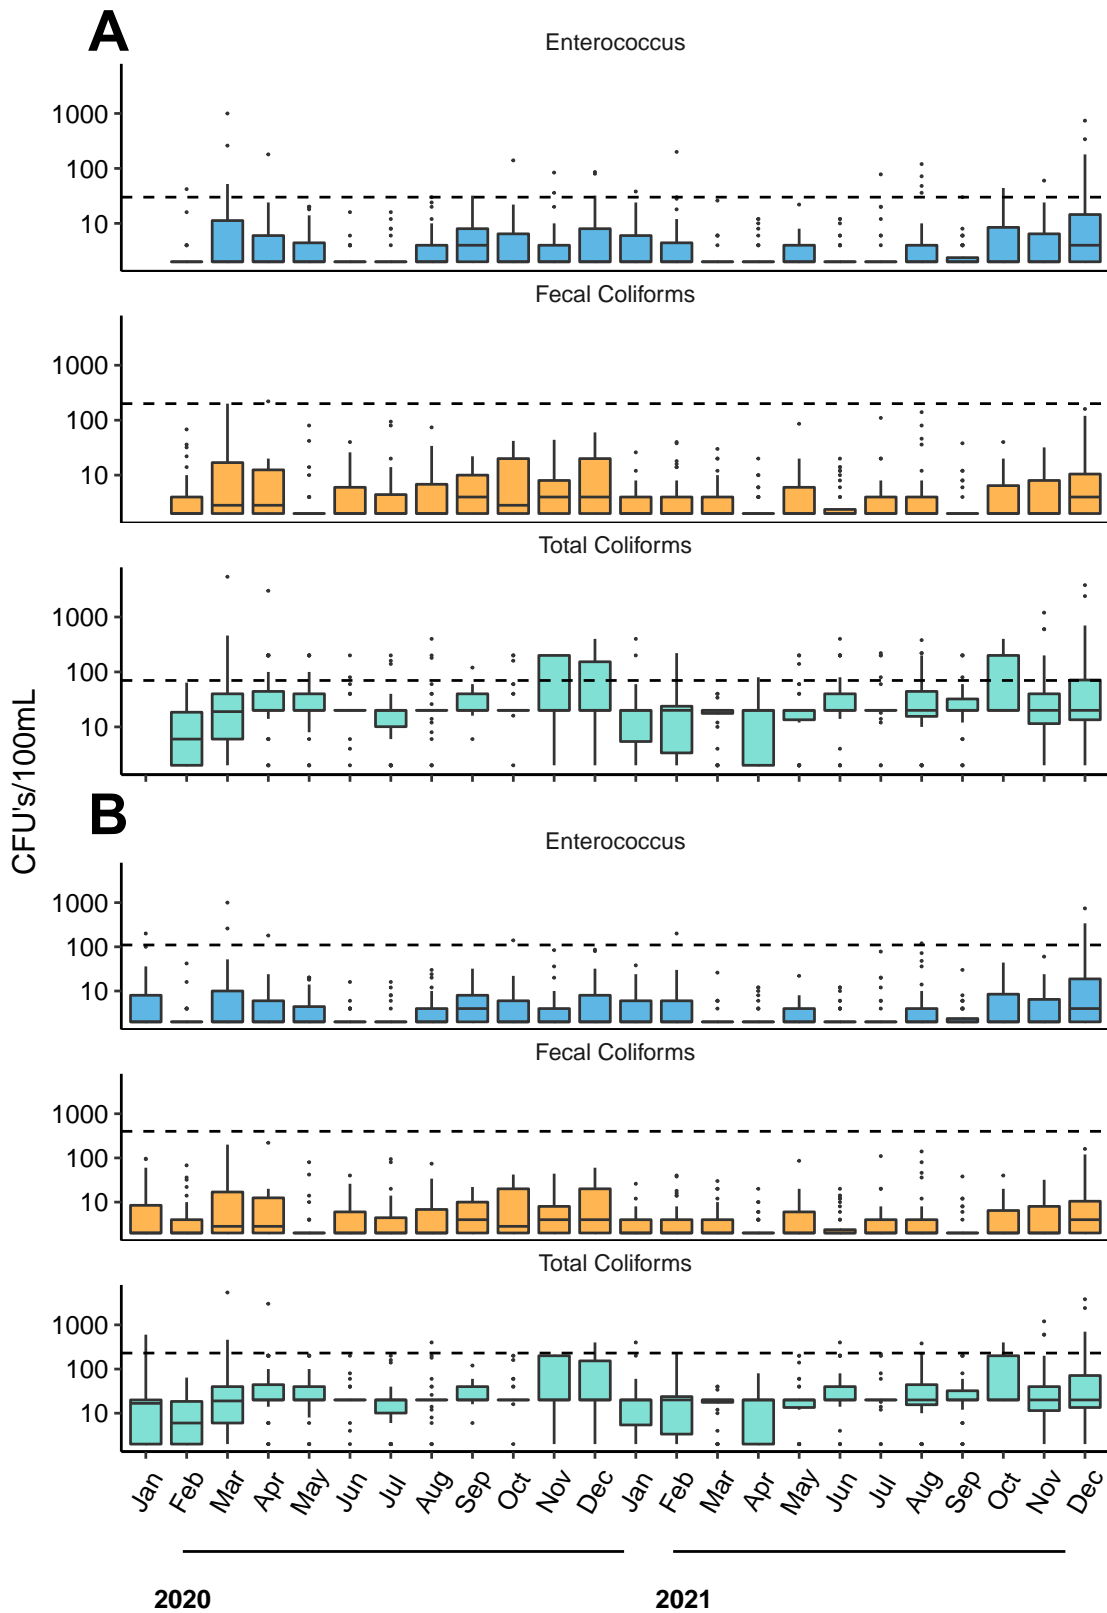 A
Enterococcus
1000
100
10
Fecal Coliforms
1000
100
10
Total Coliforms
1000
100
10
CFU's/100mL
B
Enterococcus
1000
100
10
Fecal Coliforms
1000
100
10
Total Coliforms
1000
100
10
Jan Feb Mar Apr May Jun Jul Aug Sep Oct Nov Dec Jan Feb Mar Apr May Jun Jul Aug Sep Oct Nov Dec
2020 2021